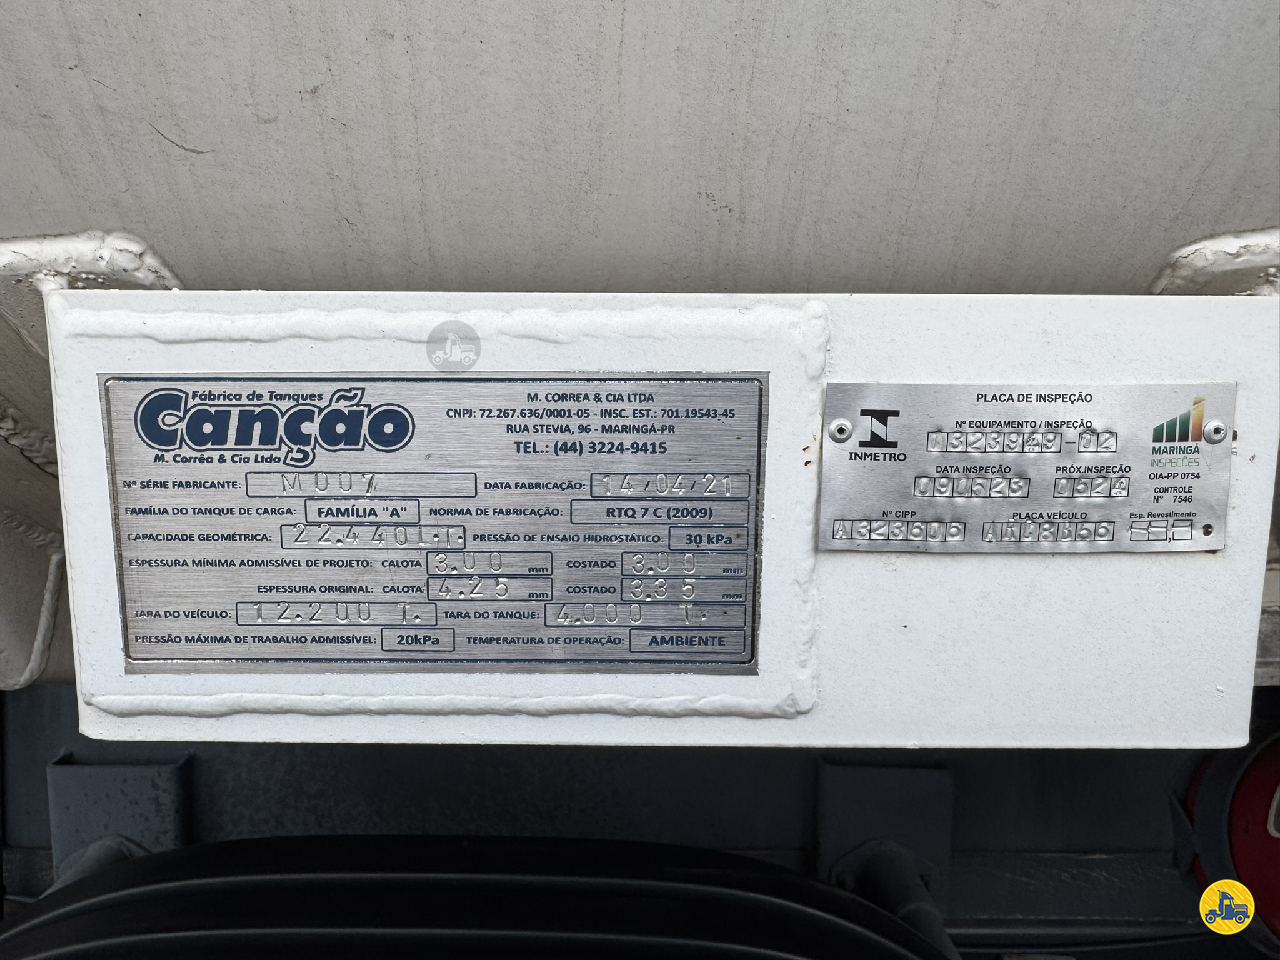 Fábrica de Tanques
Canção
M. Corrêa & Cia Ltda
M. CORREA & CIA LTDA
CNPJ: 72.267.636/0001-05 - INSC. EST.: 701.19543-45
RUA STEVIA, 96 - MARINGÁ-PR
TEL.: (44) 3224-9415
Nº SÉRIE FABRICANTE: M007 DATA FABRICAÇÃO: 14/04/21
FAMÍLIA DO TANQUE DE CARGA: FAMÍLIA "A" NORMA DE FABRICAÇÃO: RTQ 7 C (2009)
CAPACIDADE GEOMÉTRICA: 22.440LT. PRESSÃO DE ENSAIO HIDROSTÁTICO: 30 kPa
ESPESSURA MÍNIMA ADMISSÍVEL DE PROJETO: CALOTA 3.00 mm COSTADO 3.00 mm
ESPESSURA ORIGINAL: CALOTA 4.25 mm COSTADO 3.35 mm
TARA DO VEÍCULO: 12.200 T. TARA DO TANQUE: 4.000 T.
PRESSÃO MÁXIMA DE TRABALHO ADMISSÍVEL: 20kPa TEMPERATURA DE OPERAÇÃO: AMBIENTE
PLACA DE INSPEÇÃO
INMETRO
Nº EQUIPAMENTO / INSPEÇÃO
DATA INSPEÇÃO PRÓX.INSPEÇÃO
090523 0524
MARINGÁ
INSPEÇÕES
OIA-PP 0754
CONTROLE
Nº 7546
Nº CIPP PLACA VEÍCULO Esp. Revestimento
A323605